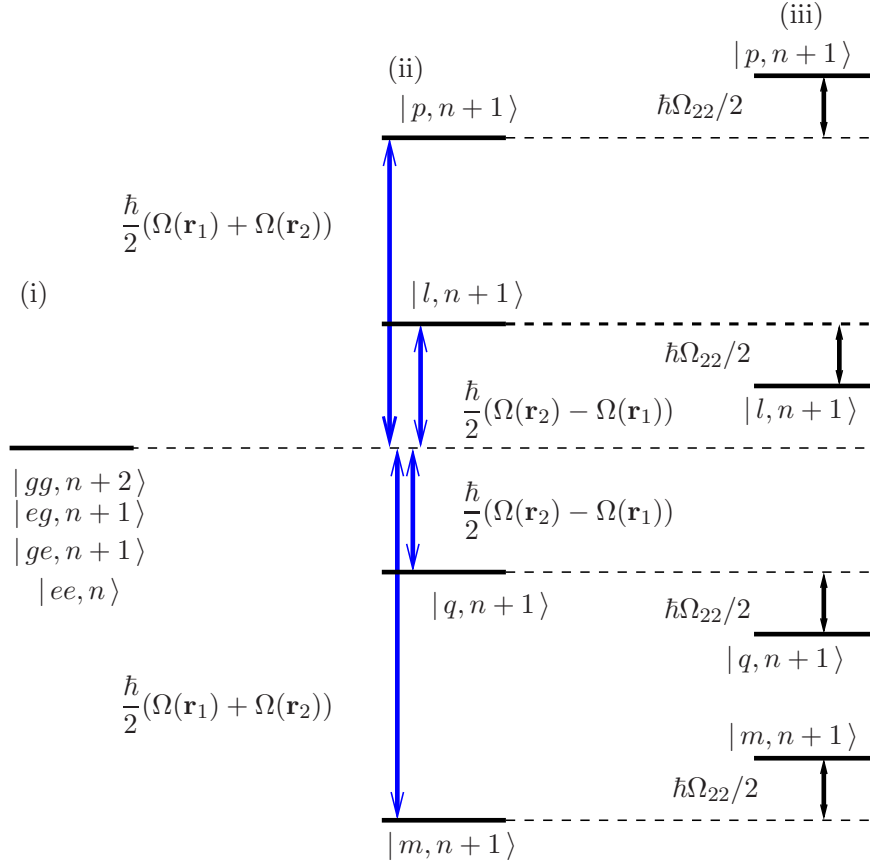 (iii)
| p, n + 1 ⟩
(ii)
| p, n + 1 ⟩
ħΩ₂₂/2
ħ/2 (Ω(r₁) + Ω(r₂))
(i)
| l, n + 1 ⟩
ħΩ₂₂/2
ħ/2 (Ω(r₂) − Ω(r₁))
| l, n + 1 ⟩
| gg, n + 2 ⟩
| eg, n + 1 ⟩
| ge, n + 1 ⟩
| ee, n ⟩
ħ/2 (Ω(r₂) − Ω(r₁))
| q, n + 1 ⟩
ħΩ₂₂/2
| q, n + 1 ⟩
ħ/2 (Ω(r₁) + Ω(r₂))
| m, n + 1 ⟩
ħΩ₂₂/2
| m, n + 1 ⟩